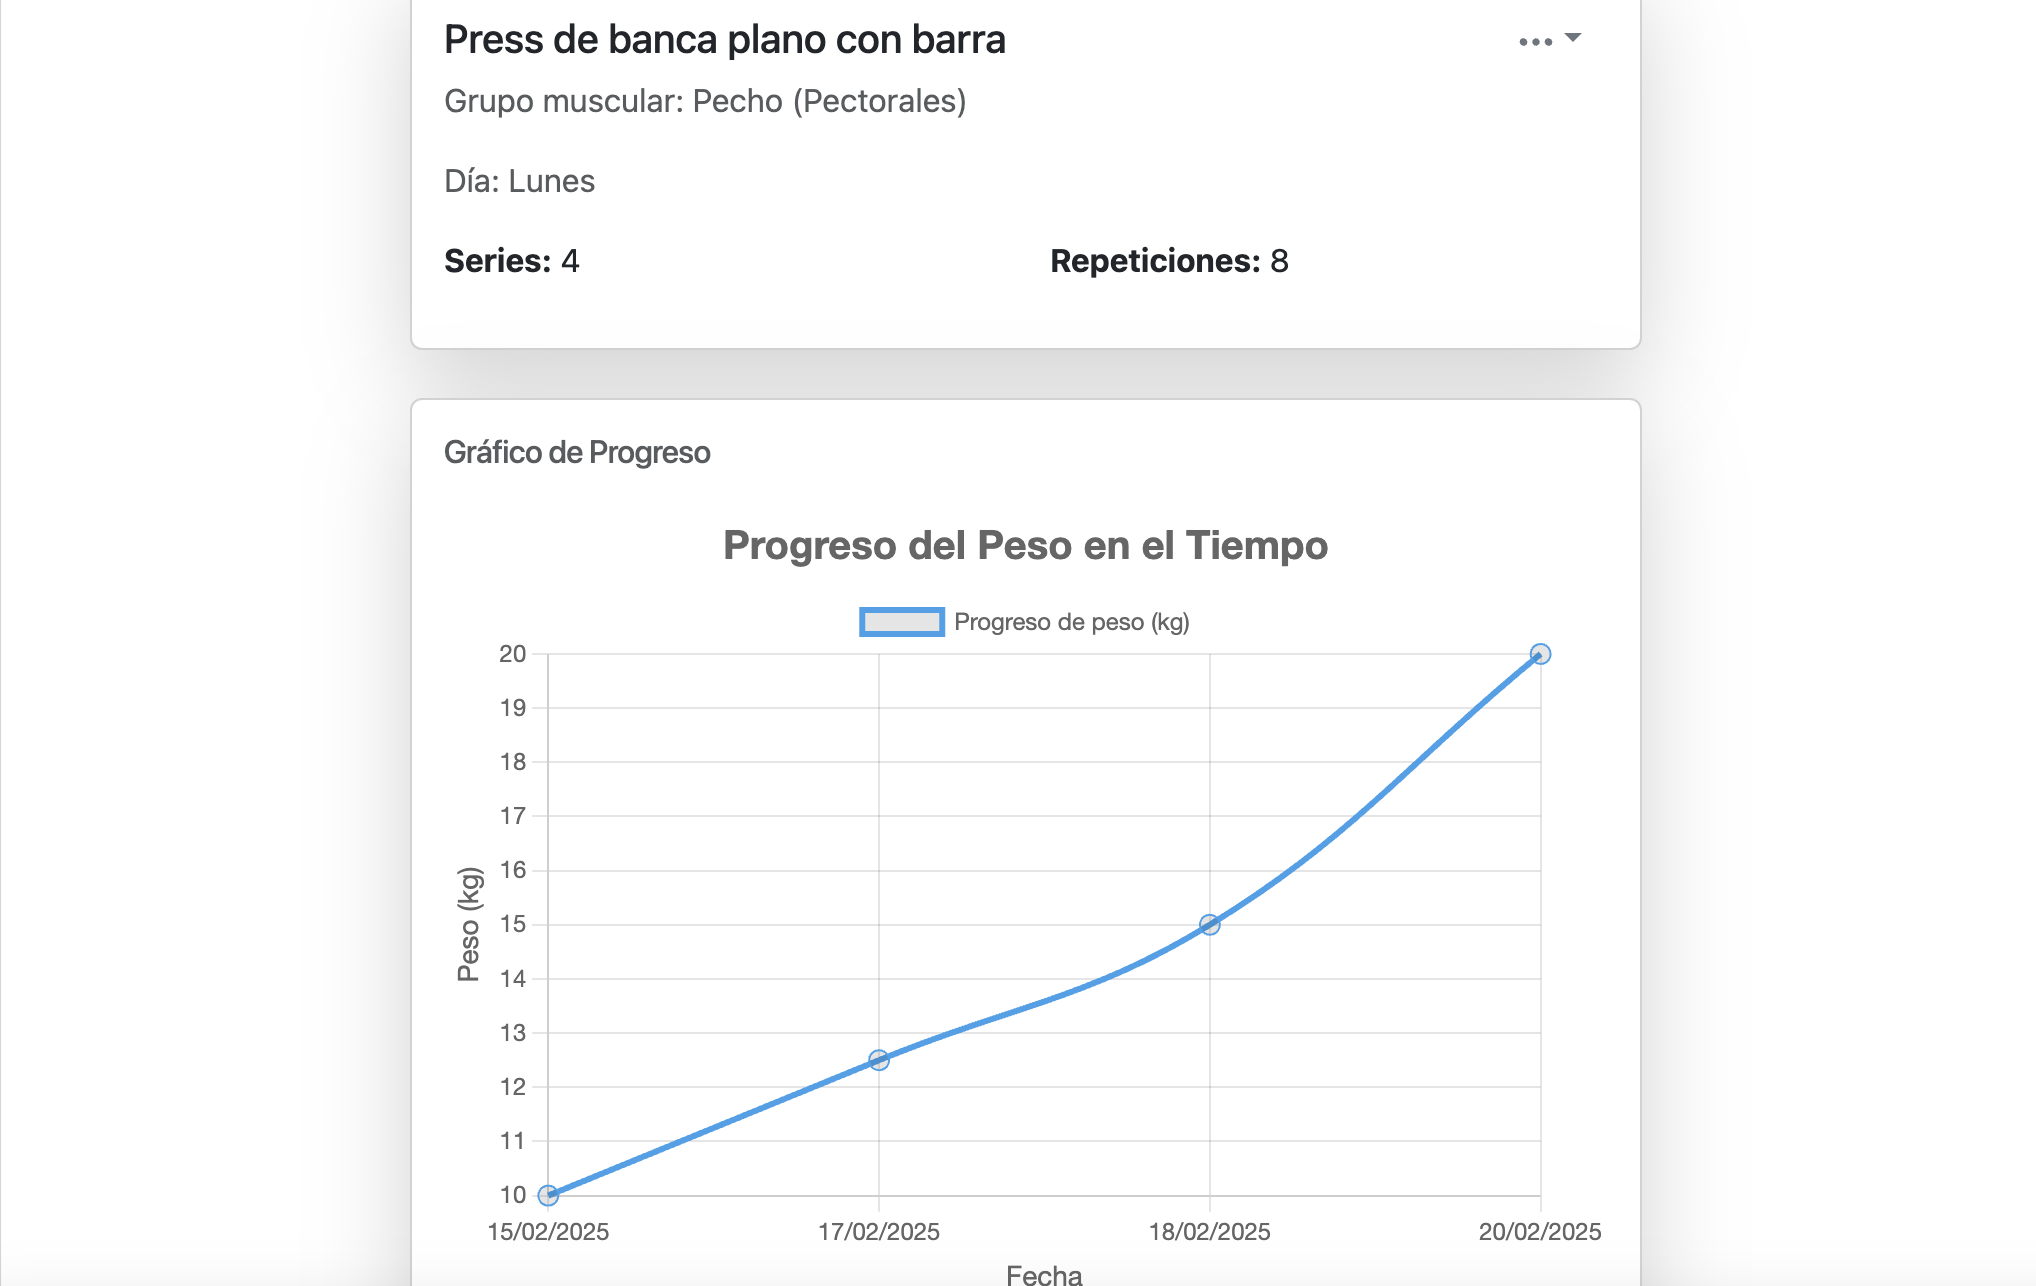 Press de banca plano con barra
Grupo muscular: Pecho (Pectorales)
Día: Lunes
Series: 4
Repeticiones: 8
Gráfico de Progreso
Progreso del Peso en el Tiempo
Progreso de peso (kg)
Peso (kg)
20
19
18
17
16
15
14
13
12
11
10
15/02/2025
17/02/2025
18/02/2025
20/02/2025
Fecha